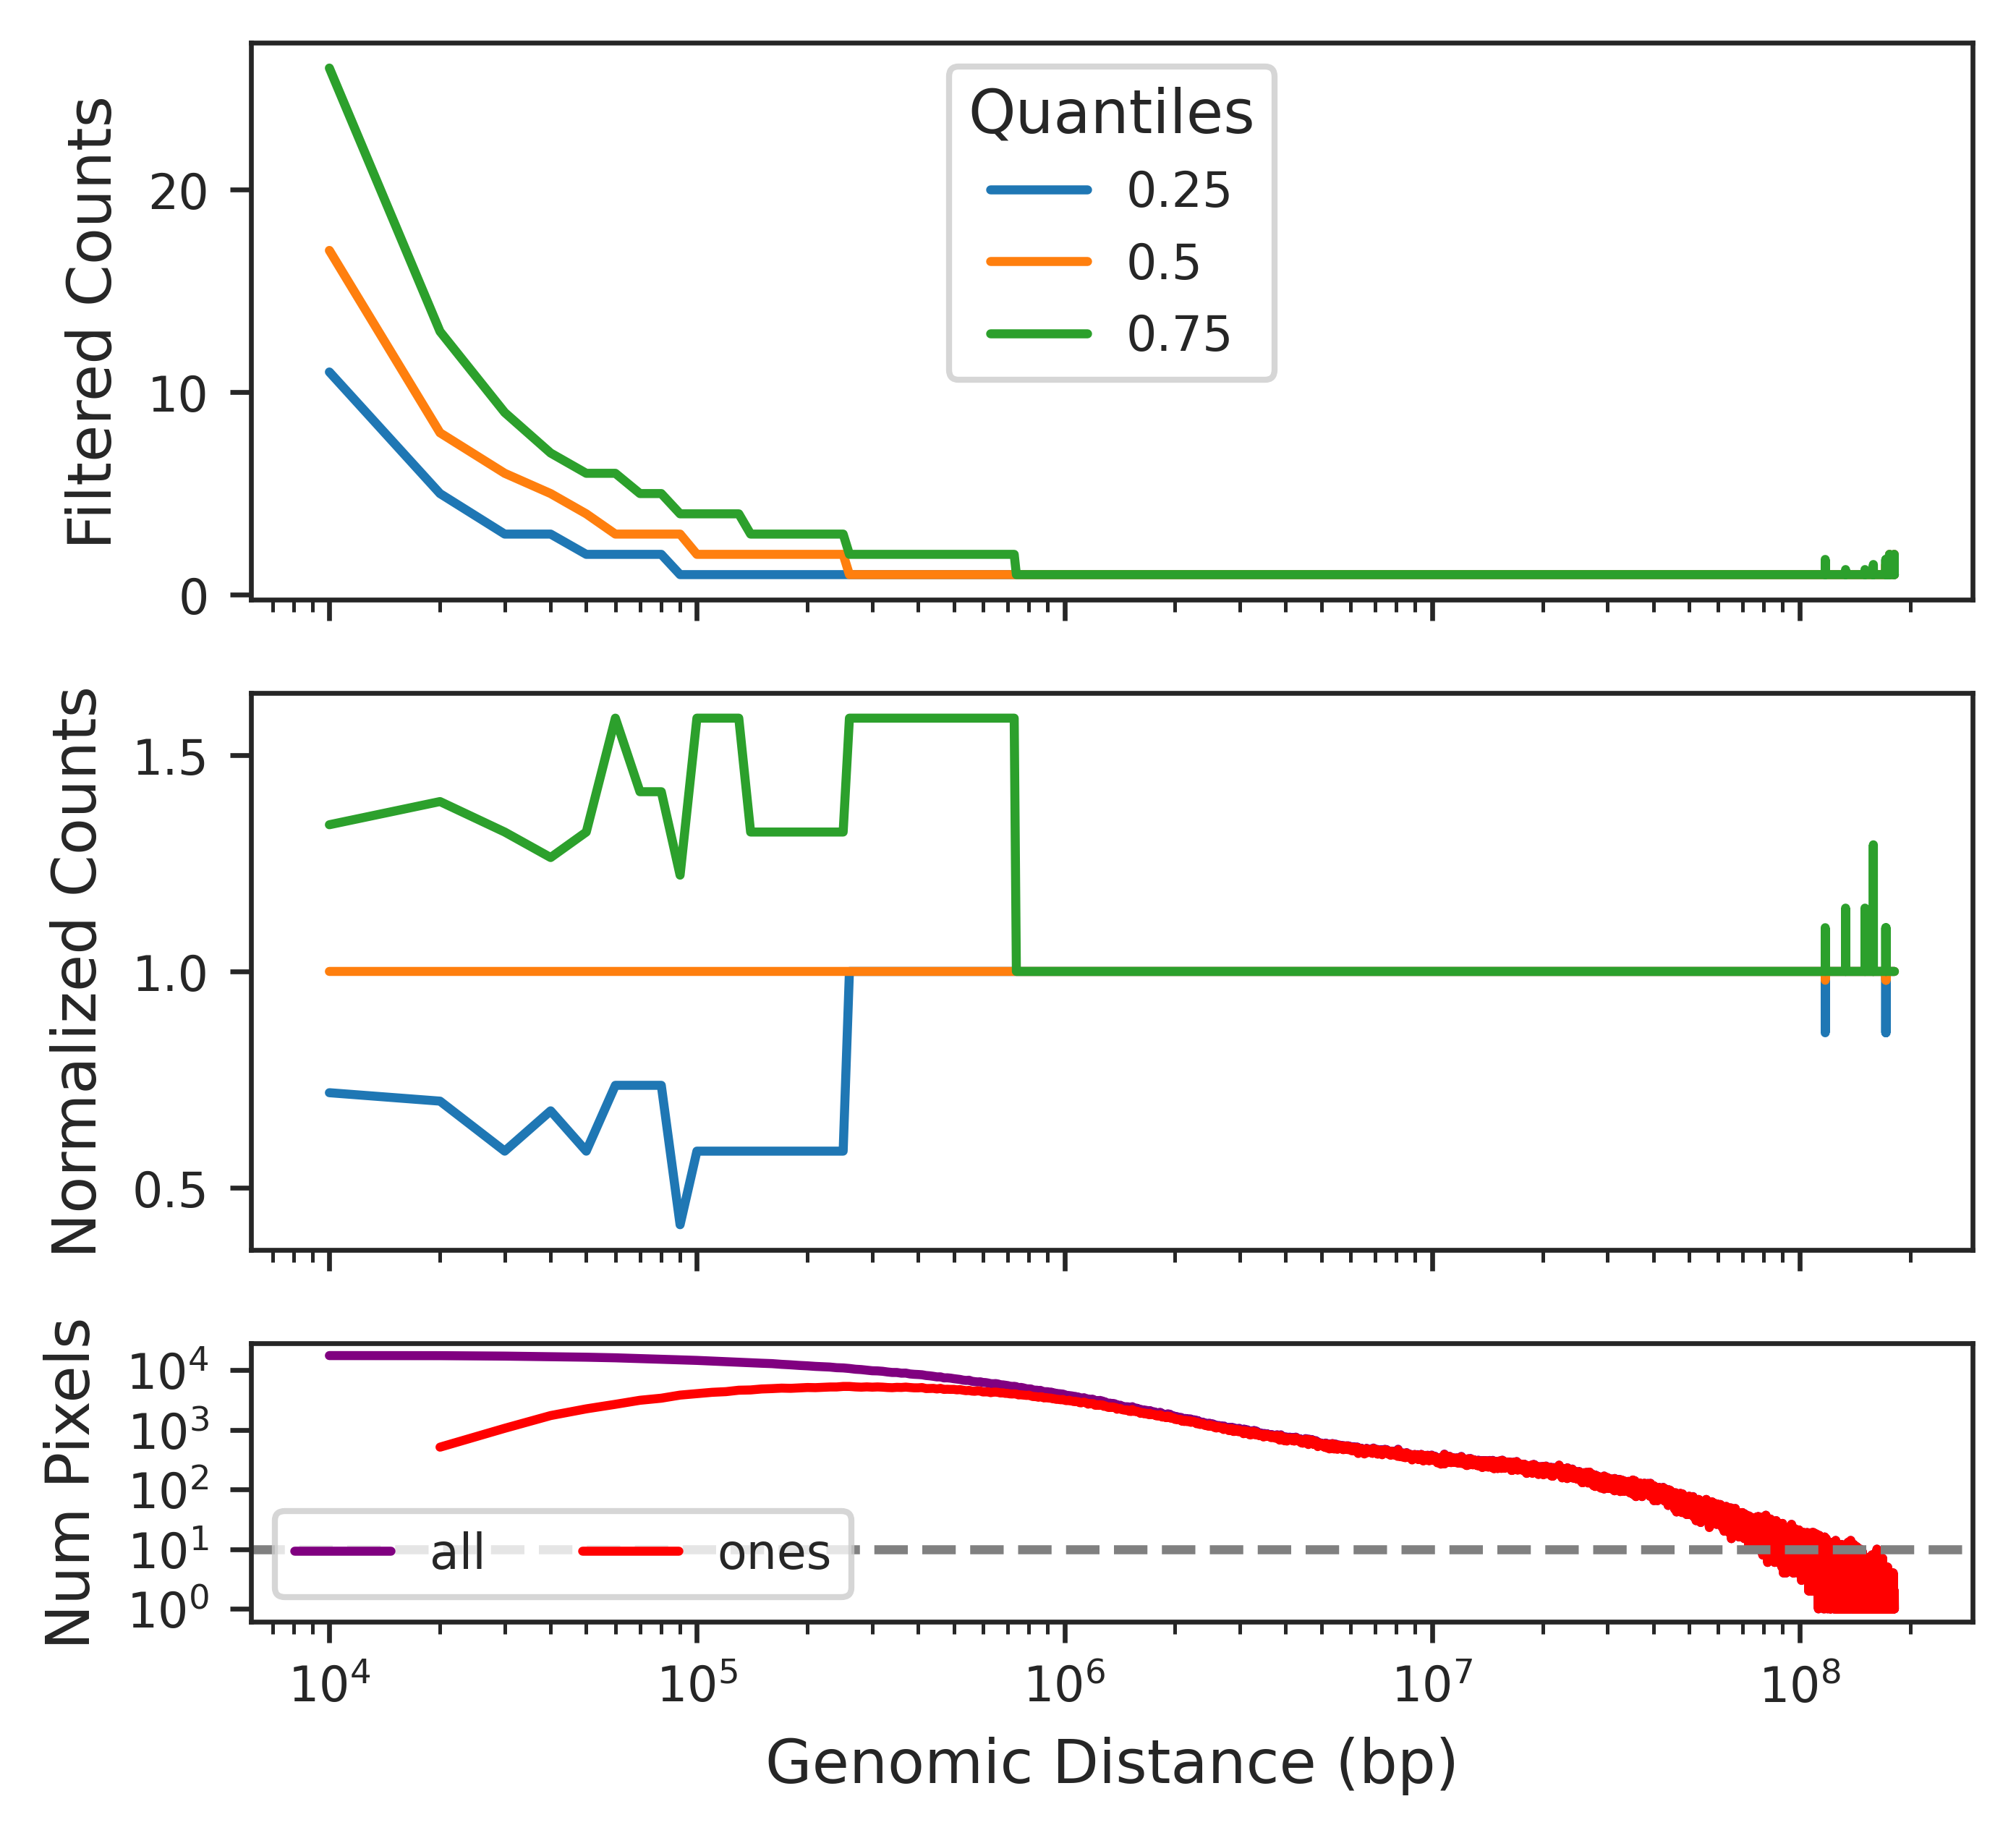 Filtered Counts
20
10
0
Quantiles
0.25
0.5
0.75
Normalized Counts
1.5
1.0
0.5
Num Pixels
10⁴
10³
10²
10¹
10⁰
all
ones
10⁴
10⁵
10⁶
10⁷
10⁸
Genomic Distance (bp)